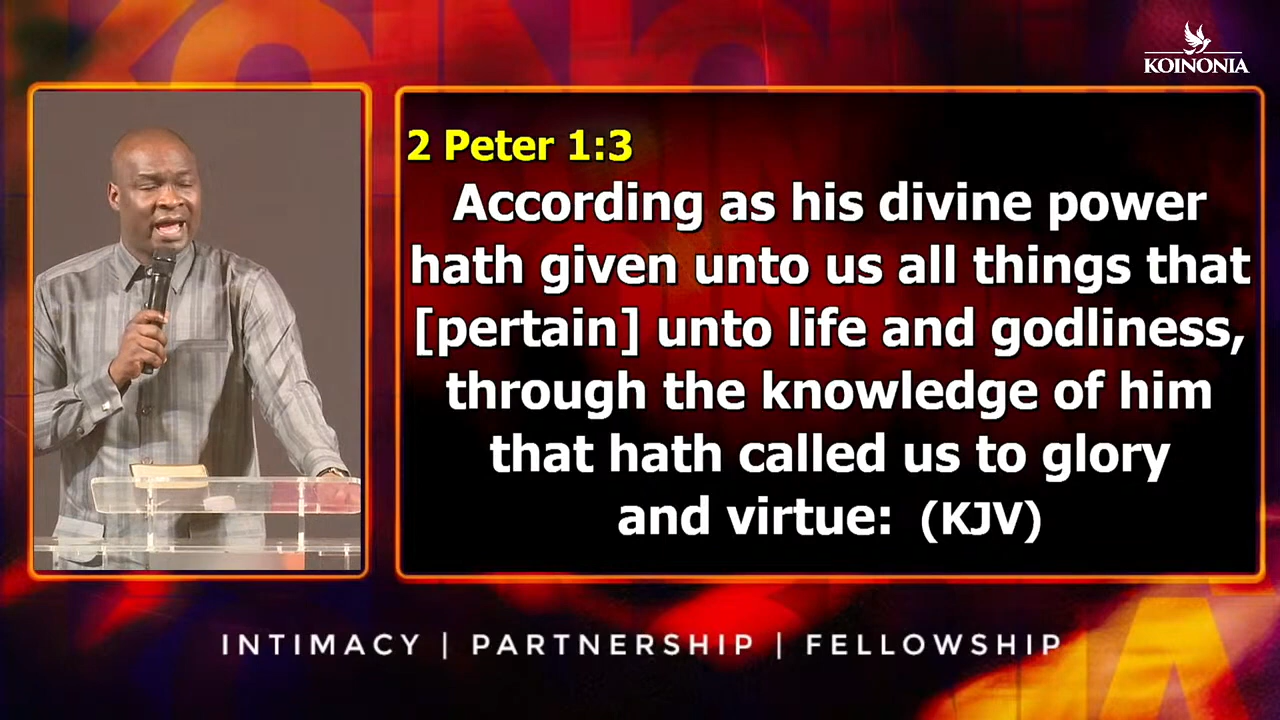 KOINONIA
2 Peter 1:3
According as his divine power
hath given unto us all things that
[pertain] unto life and godliness,
through the knowledge of him
that hath called us to glory
and virtue: (KJV)
INTIMACY | PARTNERSHIP | FELLOWSHIP